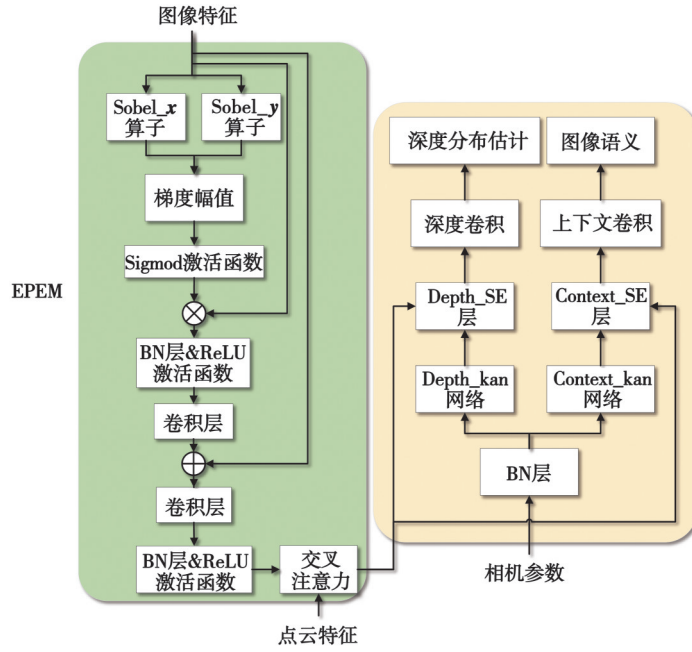 图像特征
Sobel_x
算子
Sobel_y
算子
梯度幅值
Sigmod激活函数
EPEM
BN层&ReLU
激活函数
卷积层
卷积层
BN层&ReLU
激活函数
交叉
注意力
点云特征
深度分布估计
图像语义
深度卷积
上下文卷积
Depth_SE
层
Context_SE
层
Depth_kan
网络
Context_kan
网络
BN层
相机参数